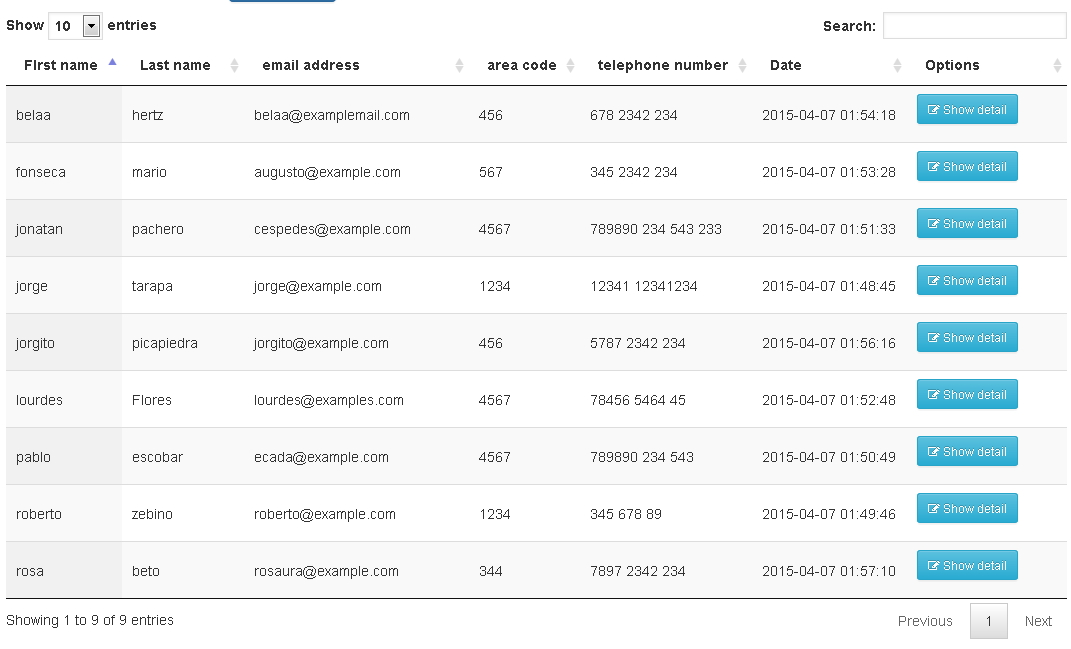 Show 10 entries Search:
First name Last name email address area code telephone number Date Options
belaa hertz belaa@examplemail.com 456 678 2342 234 2015-04-07 01:54:18 Show detail
fonseca mario augusto@example.com 567 345 2342 234 2015-04-07 01:53:28 Show detail
jonatan pachero cespedes@example.com 4567 789890 234 543 233 2015-04-07 01:51:33 Show detail
jorge tarapa jorge@example.com 1234 12341 12341234 2015-04-07 01:48:45 Show detail
jorgito picapiedra jorgito@example.com 456 5787 2342 234 2015-04-07 01:56:16 Show detail
lourdes Flores lourdes@examples.com 4567 78456 5464 45 2015-04-07 01:52:48 Show detail
pablo escobar ecada@example.com 4567 789890 234 543 2015-04-07 01:50:49 Show detail
roberto zebino roberto@example.com 1234 345 678 89 2015-04-07 01:49:46 Show detail
rosa beto rosaura@example.com 344 7897 2342 234 2015-04-07 01:57:10 Show detail
Showing 1 to 9 of 9 entries Previous 1 Next